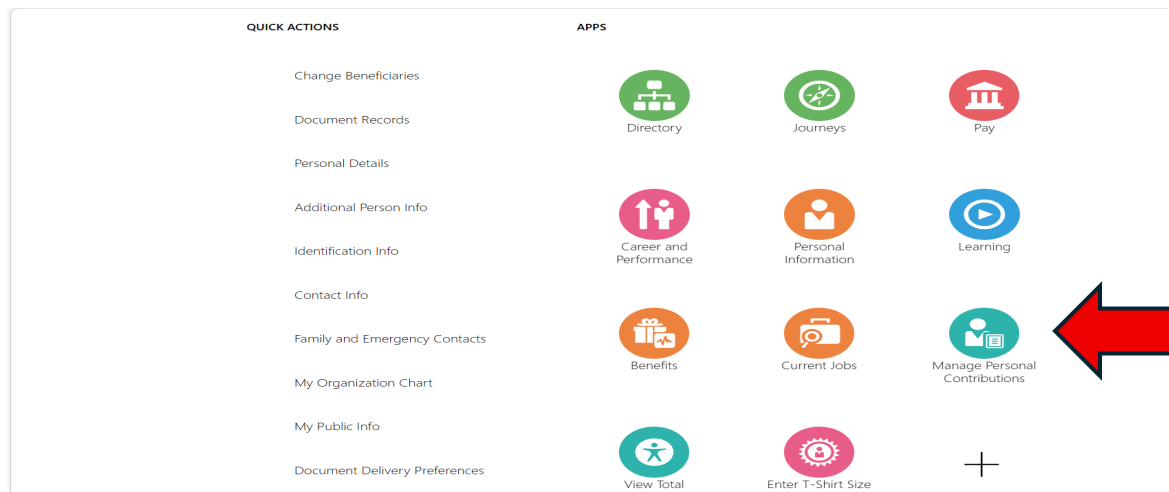 QUICK ACTIONS
Change Beneficiaries
Document Records
Personal Details
Additional Person Info
Identification Info
Contact Info
Family and Emergency Contacts
My Organization Chart
My Public Info
Document Delivery Preferences
APPS
Directory
Journeys
Pay
Career and
Performance
Personal
Information
Learning
Benefits
Current Jobs
Manage Personal
Contributions
View Total
Enter T-Shirt Size